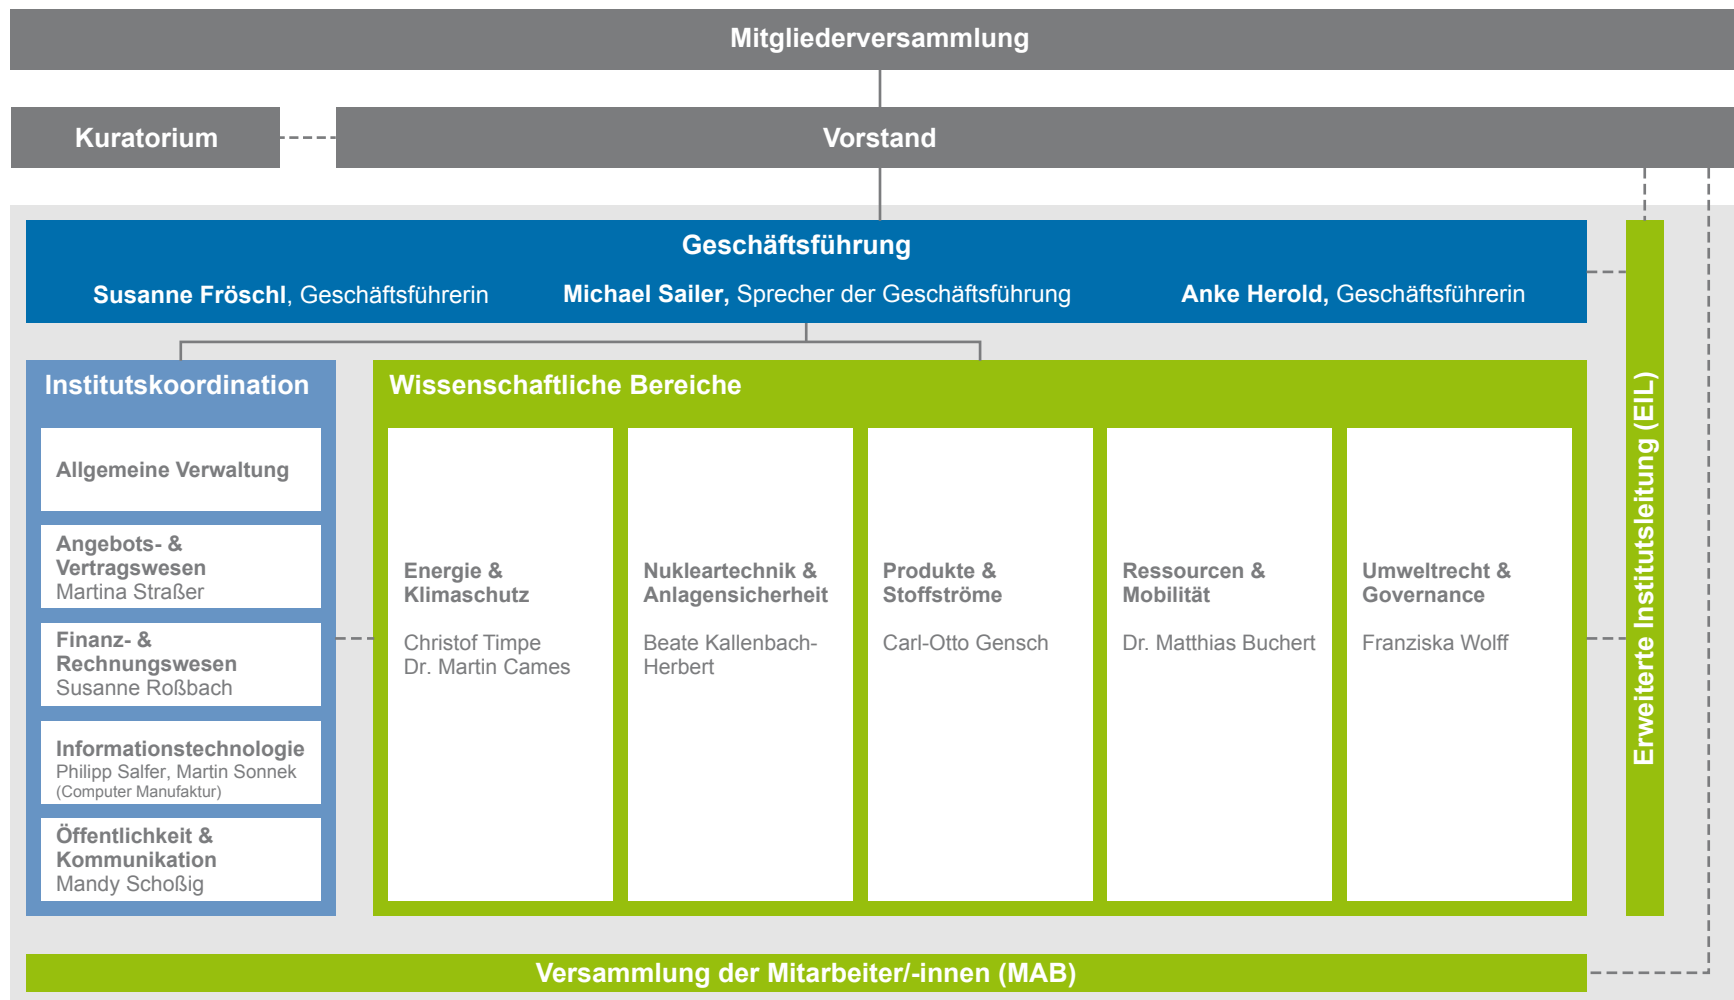 Mitgliederversammlung
Kuratorium
Vorstand
Geschäftsführung
Susanne Fröschl, Geschäftsführerin
Michael Sailer, Sprecher der Geschäftsführung
Anke Herold, Geschäftsführerin
Institutskoordination
Allgemeine Verwaltung
Angebots- &
Vertragswesen
Martina Straßer
Finanz- &
Rechnungswesen
Susanne Roßbach
Informationstechnologie
Philipp Salfer, Martin Sonnek
(Computer Manufaktur)
Öffentlichkeit &
Kommunikation
Mandy Schoßig
Wissenschaftliche Bereiche
Energie &
Klimaschutz
Christof Timpe
Dr. Martin Cames
Nukleartechnik &
Anlagensicherheit
Beate Kallenbach-
Herbert
Produkte &
Stoffströme
Carl-Otto Gensch
Ressourcen &
Mobilität
Dr. Matthias Buchert
Umweltrecht &
Governance
Franziska Wolff
Erweiterte Institutsleitung (EIL)
Versammlung der Mitarbeiter/-innen (MAB)